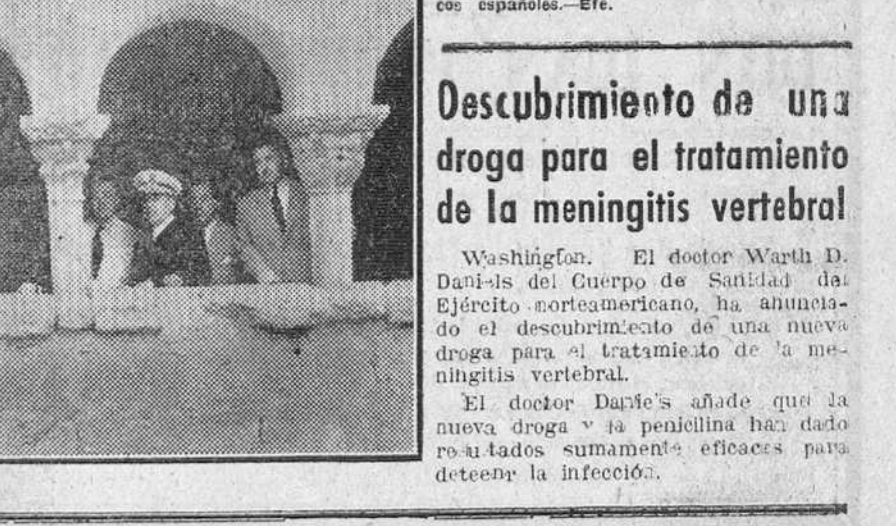 cos españoles.—Efe.
Descubrimiento de una
droga para el tratamiento
de la meningitis vertebral
Washington. El doctor Warth D.
Daniels del Cuerpo de Sanidad del
Ejército norteamericano, ha anuncia-
do el descubrimiento de una nueva
droga para el tratamiento de la me-
ningitis vertebral.
El doctor Daniels añade que la
nueva droga y la penicilina han dado
resultados sumamente eficaces para
deteenr la infección.